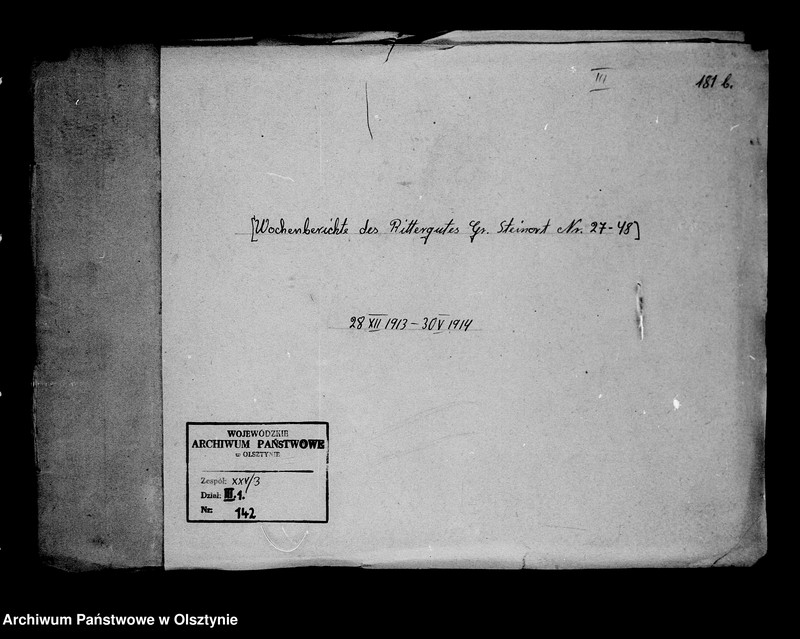 III
181 b.
[Wochenberichte des Rittergutes Gr. Steinort Nr. 27-48]
28 XII 1913 - 30 V 1914
WOJEWÓDZKIE
ARCHIWUM PAŃSTWOWE
w OLSZTYNIE
Zespół: XXV/3
Dział: III, 1.
Nr: 142
Archiwum Państwowe w Olsztynie